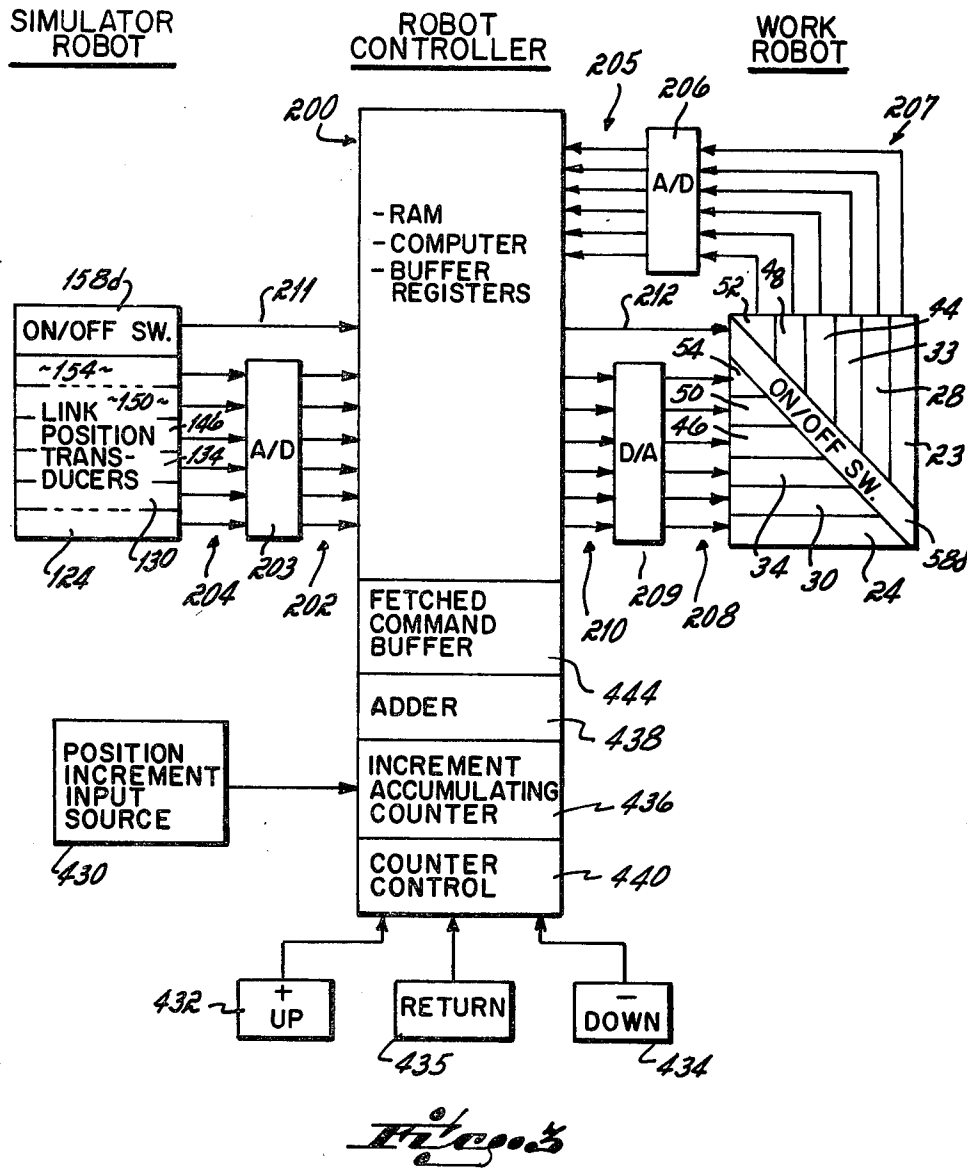 SIMULATOR
ROBOT
ROBOT
CONTROLLER
WORK
ROBOT
200
205
206
207
A/D
- RAM
- COMPUTER
- BUFFER
REGISTERS
158d
211
ON/OFF SW.
~154~
~150~
LINK
POSITION
TRANS-
DUCERS
146
134
130
124
204
A/D
203
202
212
D/A
210
209
208
52
48
44
33
28
23
54
50
46
ON/OFF SW.
34
30
24
58d
FETCHED
COMMAND
BUFFER
444
ADDER
438
INCREMENT
ACCUMULATING
COUNTER
436
COUNTER
CONTROL
440
POSITION
INCREMENT
INPUT
SOURCE
430
+
UP
432
RETURN
435
–
DOWN
434
Fig. 3